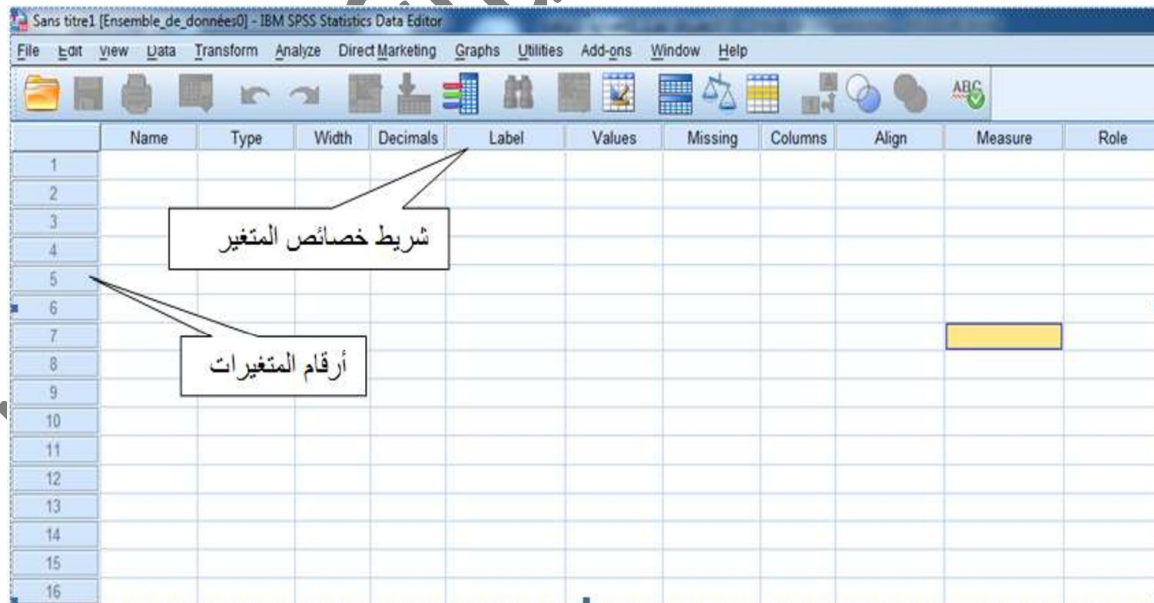 Sans titre1 [Ensemble_de_données0] - IBM SPSS Statistics Data Editor
File Edit View Data Transform Analyze Direct Marketing Graphs Utilities Add-ons Window Help
ABC
Name Type Width Decimals Label Values Missing Columns Align Measure Role
1
2
3
شريط خصائص المتغير
4
5
6
7
8
أرقام المتغيرات
9
10
11
12
13
14
15
16